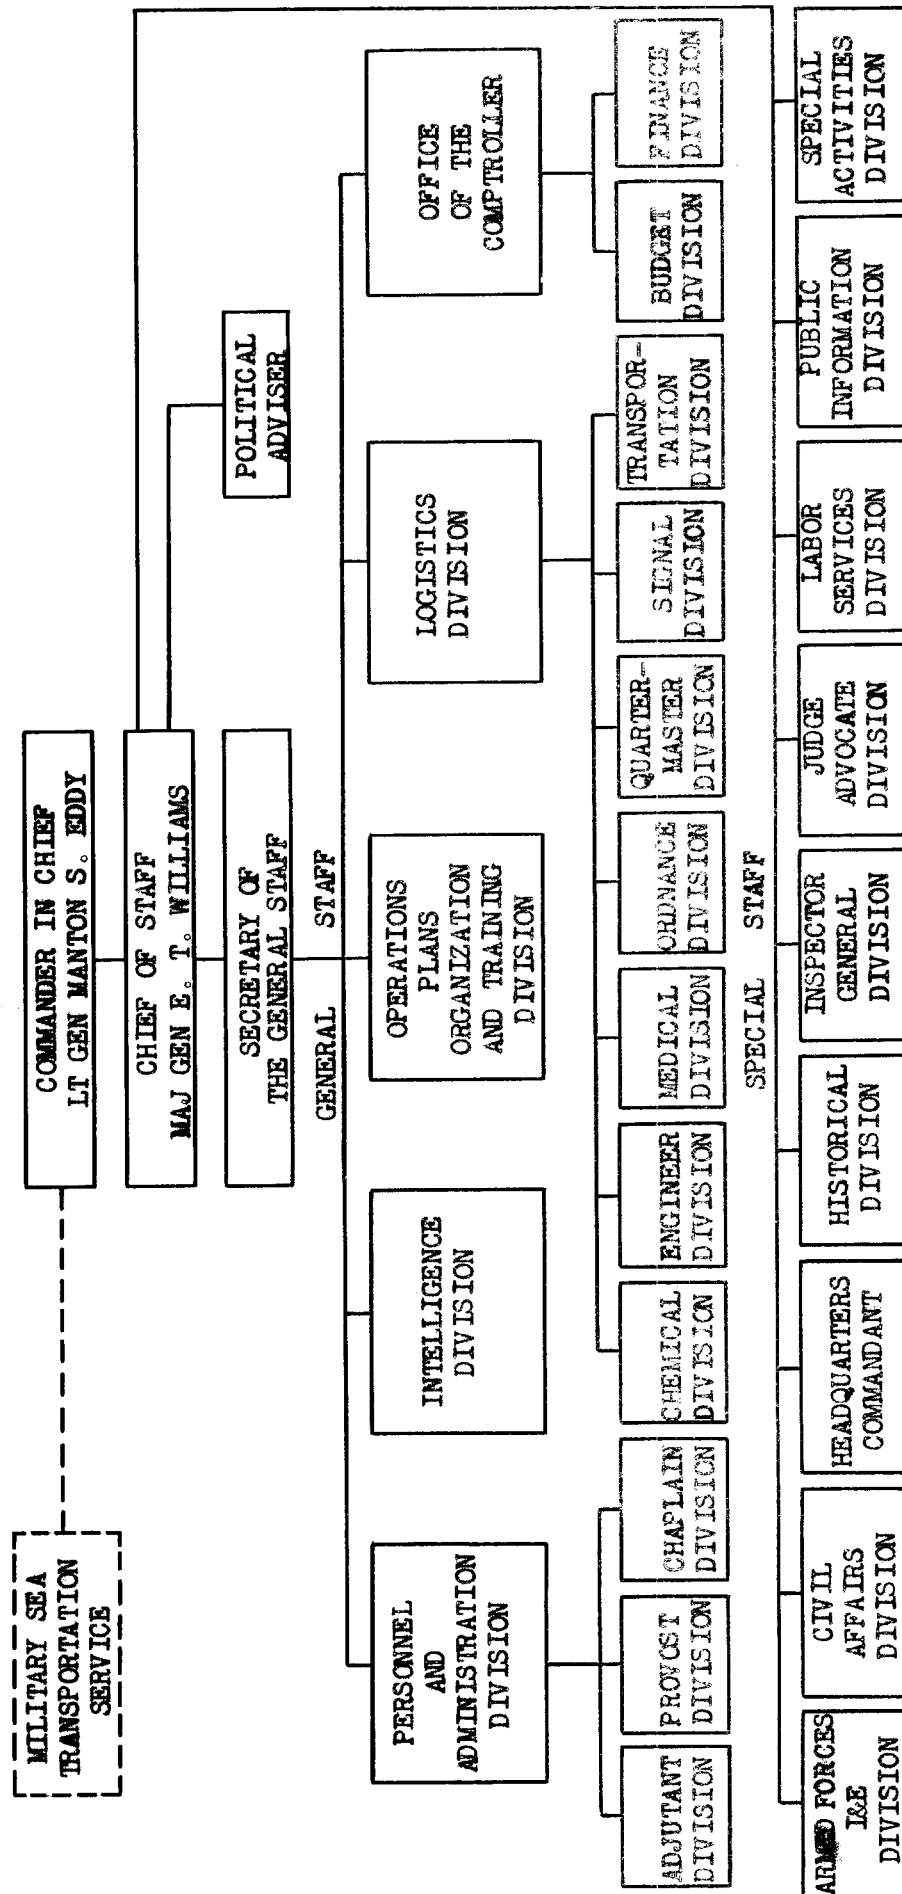 COMMANDER IN CHIEF
LT GEN MANTON S. EDDY
MILITARY SEA
TRANSPORTATION
SERVICE
CHIEF OF STAFF
MAJ GEN E. T. WILLIAMS
POLITICAL
ADVISER
SECRETARY OF
THE GENERAL STAFF
GENERAL STAFF
PERSONNEL
AND
ADMINISTRATION
DIVISION
INTELLIGENCE
DIVISION
OPERATIONS
PLANS
ORGANIZATION
AND TRAINING
DIVISION
LOGISTICS
DIVISION
OFFICE
OF THE
COMPTROLLER
ADJUTANT
DIVISION
PROVOST
DIVISION
CHAPLAIN
DIVISION
CHEMICAL
DIVISION
ENGINEER
DIVISION
MEDICAL
DIVISION
ORDNANCE
DIVISION
QUARTER-
MASTER
DIVISION
SIGNAL
DIVISION
TRANSPOR-
TATION
DIVISION
BUDGET
DIVISION
FINANCE
DIVISION
SPECIAL STAFF
ARMED FORCES
I&E
DIVISION
CIVIL
AFFAIRS
DIVISION
HEADQUARTERS
COMMANDANT
HISTORICAL
DIVISION
INSPECTOR
GENERAL
DIVISION
JUDGE
ADVOCATE
DIVISION
LABOR
SERVICES
DIVISION
PUBLIC
INFORMATION
DIVISION
SPECIAL
ACTIVITIES
DIVISION